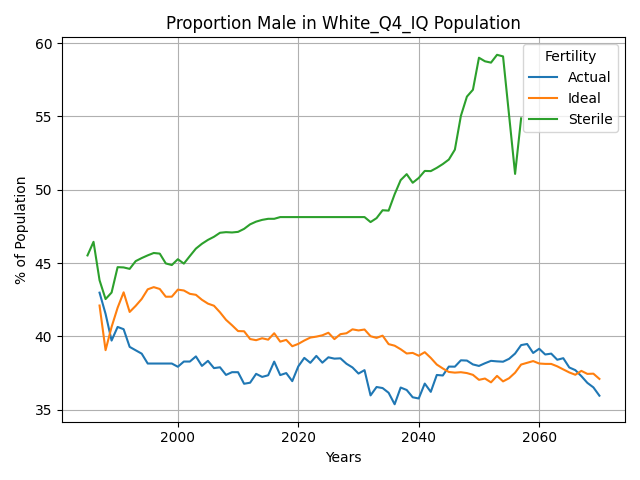 Proportion Male in White_Q4_IQ Population
% of Population
60
55
50
45
40
35
2000
2020
2040
2060
Years
Fertility
Actual
Ideal
Sterile